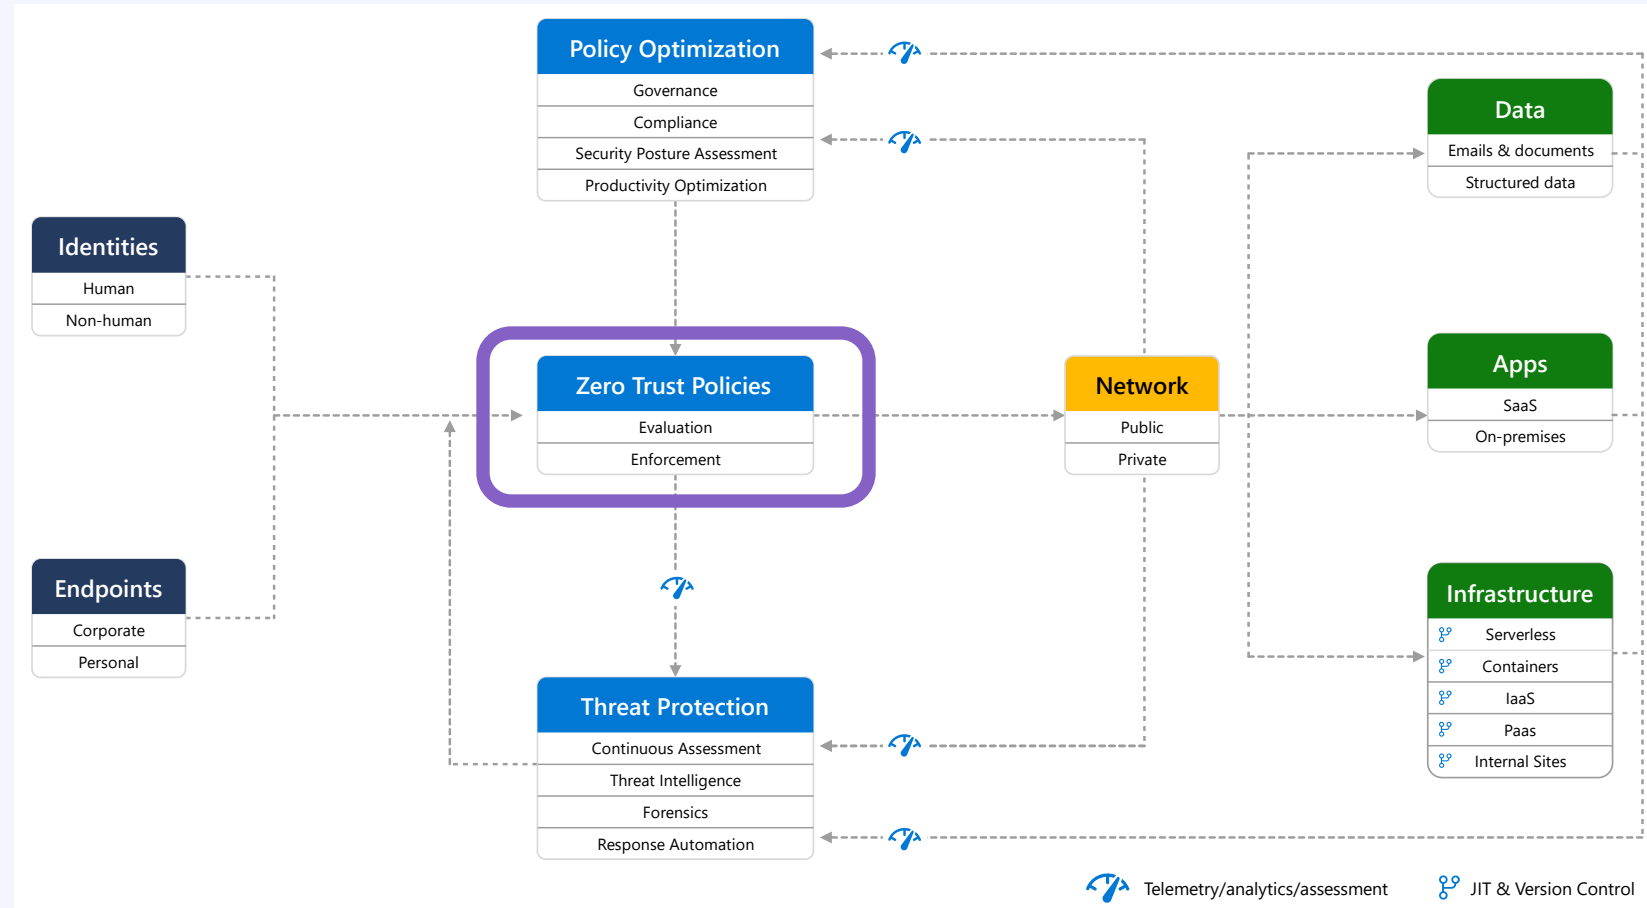 Policy Optimization
Governance
Compliance
Security Posture Assessment
Productivity Optimization
Data
Emails & documents
Structured data
Identities
Human
Non-human
Zero Trust Policies
Evaluation
Enforcement
Network
Public
Private
Apps
SaaS
On-premises
Endpoints
Corporate
Personal
Infrastructure
Serverless
Containers
IaaS
Paas
Internal Sites
Threat Protection
Continuous Assessment
Threat Intelligence
Forensics
Response Automation
Telemetry/analytics/assessment
JIT & Version Control